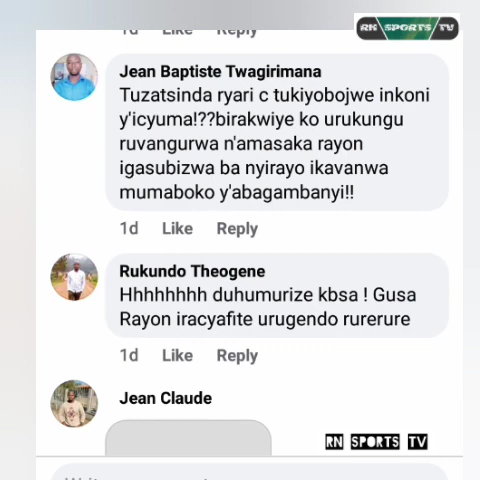 RN SPORTS TV
1d Like Reply
Jean Baptiste Twagirimana
Tuzatsinda ryari c tukiyobojwe inkoni
y'icyuma!??birakwiye ko urukungu
ruvangurwa n'amasaka rayon
igasubizwa ba nyirayo ikavanwa
mumaboko y'abagambanyi!!
1d Like Reply
Rukundo Theogene
Hhhhhhhh duhumurize kbsa ! Gusa
Rayon iracyafite urugendo rurerure
1d Like Reply
Jean Claude
RN SPORTS TV